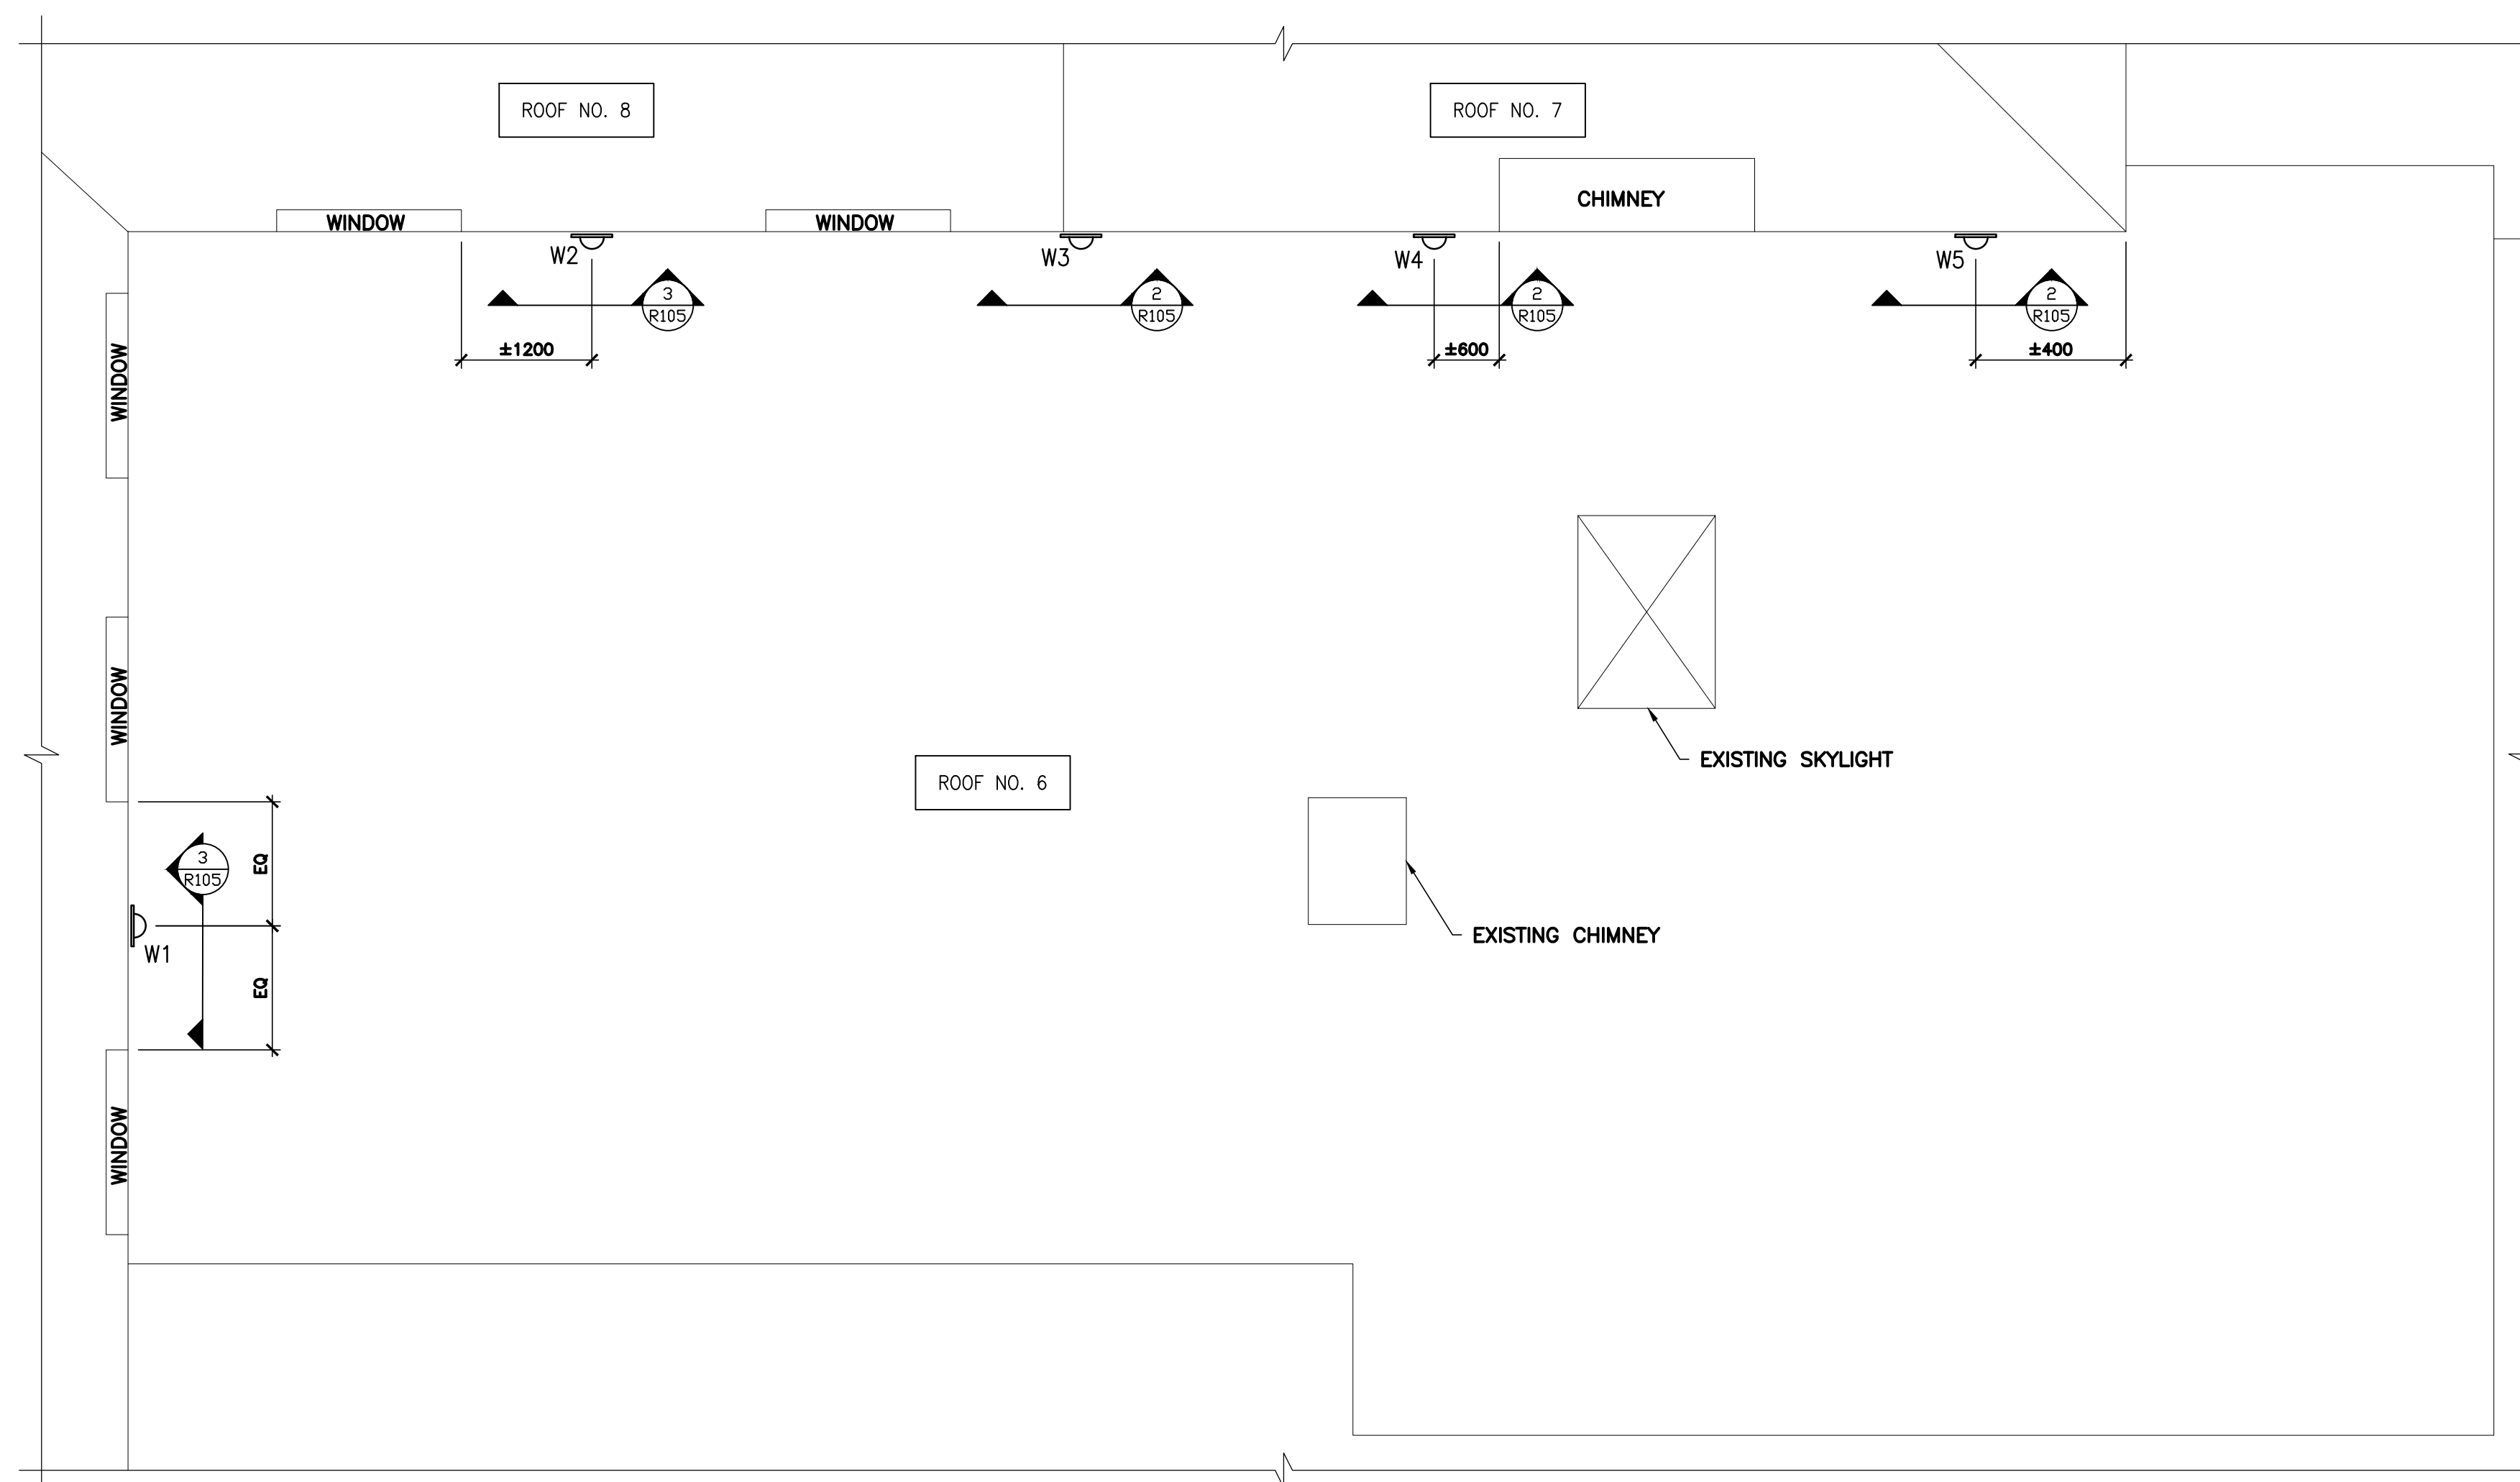 ROOF NO. 8
ROOF NO. 7
CHIMNEY
WINDOW
WINDOW
W2
W3
W4
W5
3
R105
2
R105
2
R105
2
R105
±1200
±600
±400
WINDOW
WINDOW
EXISTING SKYLIGHT
ROOF NO. 6
3
R105
EQ
EXISTING CHIMNEY
W1
EQ
WINDOW